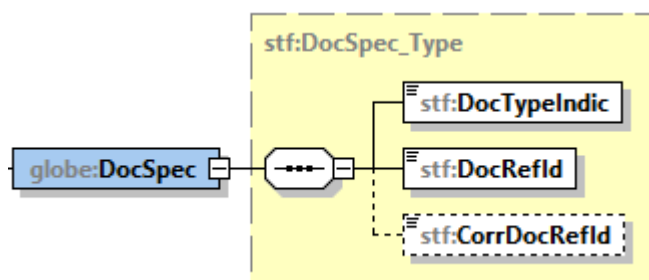 stf:DocSpec_Type
stf:DocTypeIndic
globe:DocSpec
stf:DocRefId
stf:CorrDocRefId